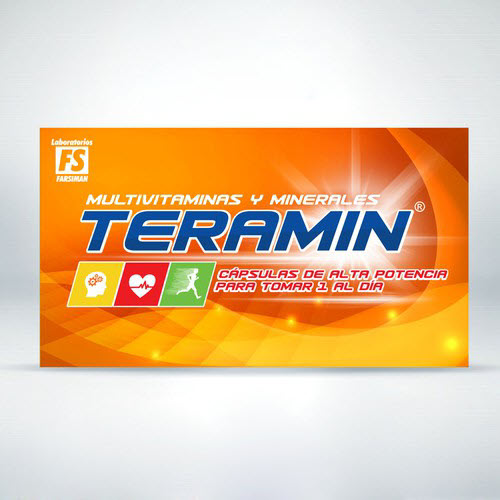 Laboratorios
FS
FARSIMAN
MULTIVITAMINAS Y MINERALES
TERAMIN®
CÁPSULAS DE ALTA POTENCIA
PARA TOMAR 1 AL DÍA